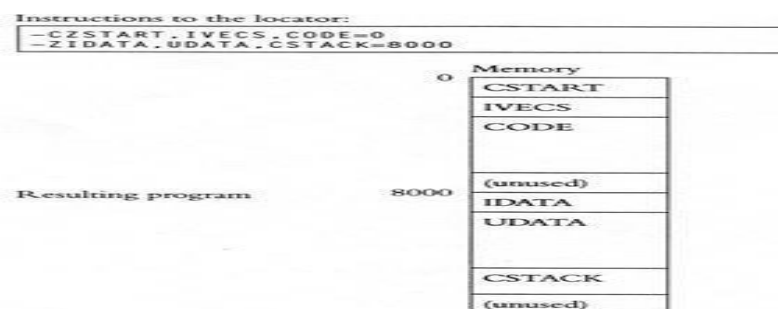 Instructions to the locator:
-CZSTART,IVECS,CODE=0
-ZIDATA,UDATA,CSTACK=8000
Memory
0
CSTART
IVECS
CODE
(unused)
Resulting program 8000
IDATA
UDATA
CSTACK
(unused)